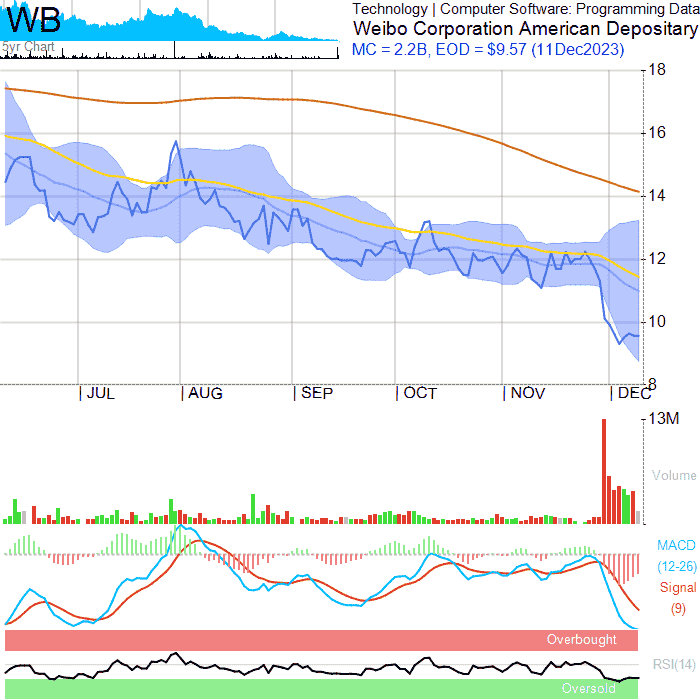 WB
5yr Chart
Technology | Computer Software: Programming Data
Weibo Corporation American Depositary
MC = 2.2B, EOD = $9.57 (11Dec2023)
18
16
14
12
10
8
JUL AUG SEP OCT NOV DEC
13M
Volume
MACD
(12-26)
Signal
(9)
Overbought
RSI(14)
Oversold